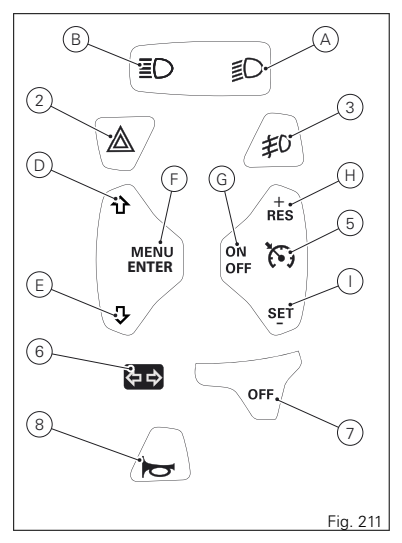 B
A
2
3
D
F
G
H
+
RES
MENU
ENTER
ON
OFF
5
E
I
SET
-
6
OFF
7
8
Fig. 211